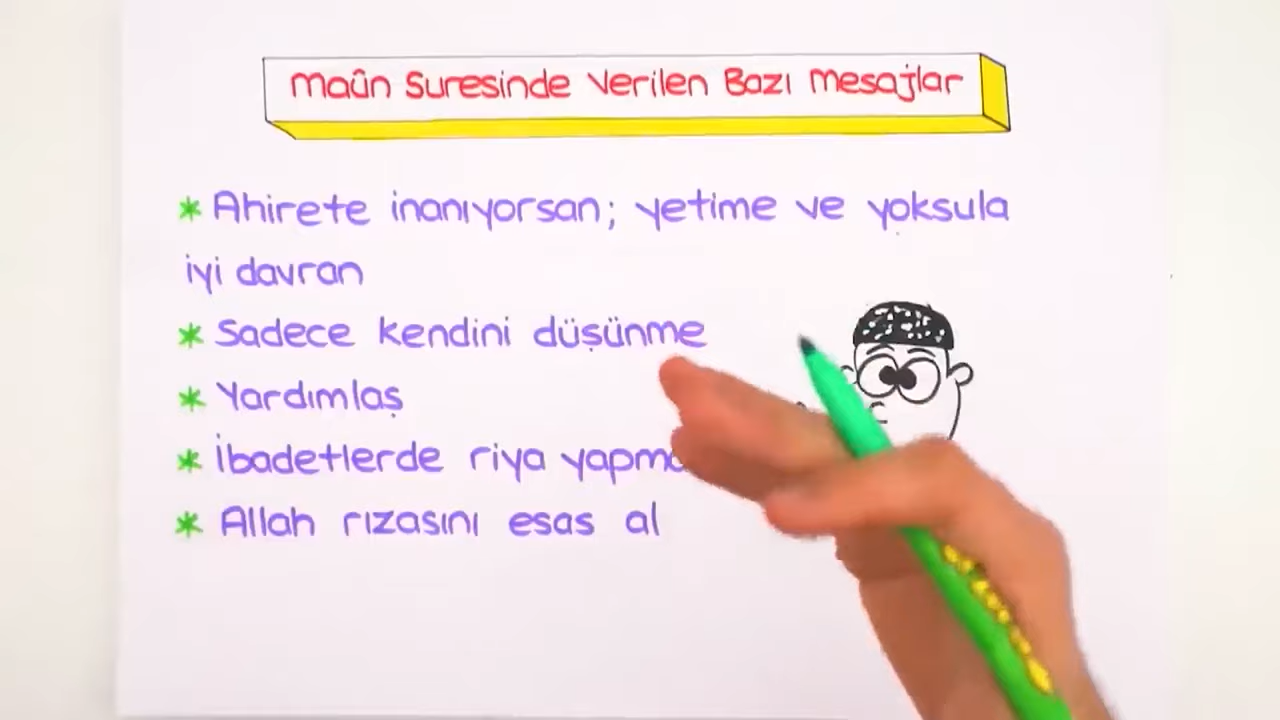 Maûn Suresinde Verilen Bazı Mesajlar
* Ahirete inanıyorsan; yetime ve yoksula
iyi davran
* Sadece kendini düşünme
* Yardımlaş
* İbadetlerde riya
* Allah rızasını esas al